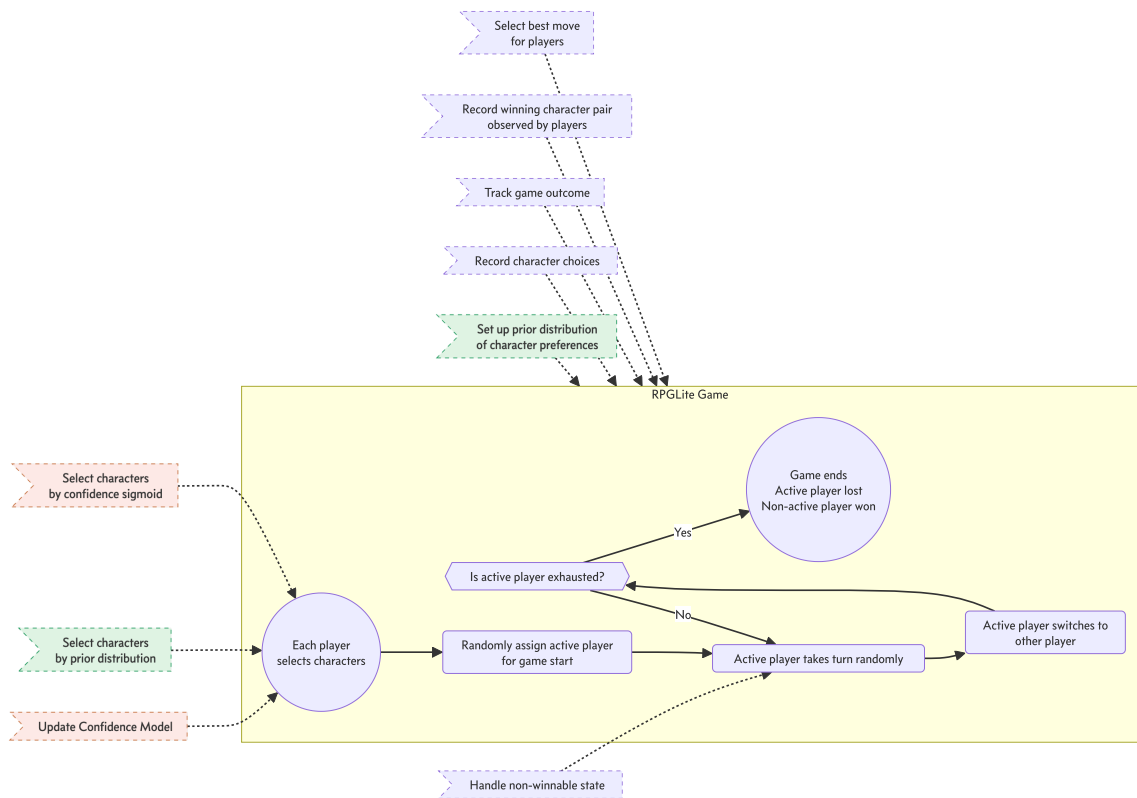 Select best move
for players
Record winning character pair
observed by players
Track game outcome
Record character choices
Set up prior distribution
of character preferences
RPGLite Game
Select characters
by confidence sigmoid
Game ends
Active player lost
Non-active player won
Yes
Is active player exhausted?
No
Each player
selects characters
Randomly assign active player
for game start
Active player takes turn randomly
Active player switches to
other player
Select characters
by prior distribution
Update Confidence Model
Handle non-winnable state